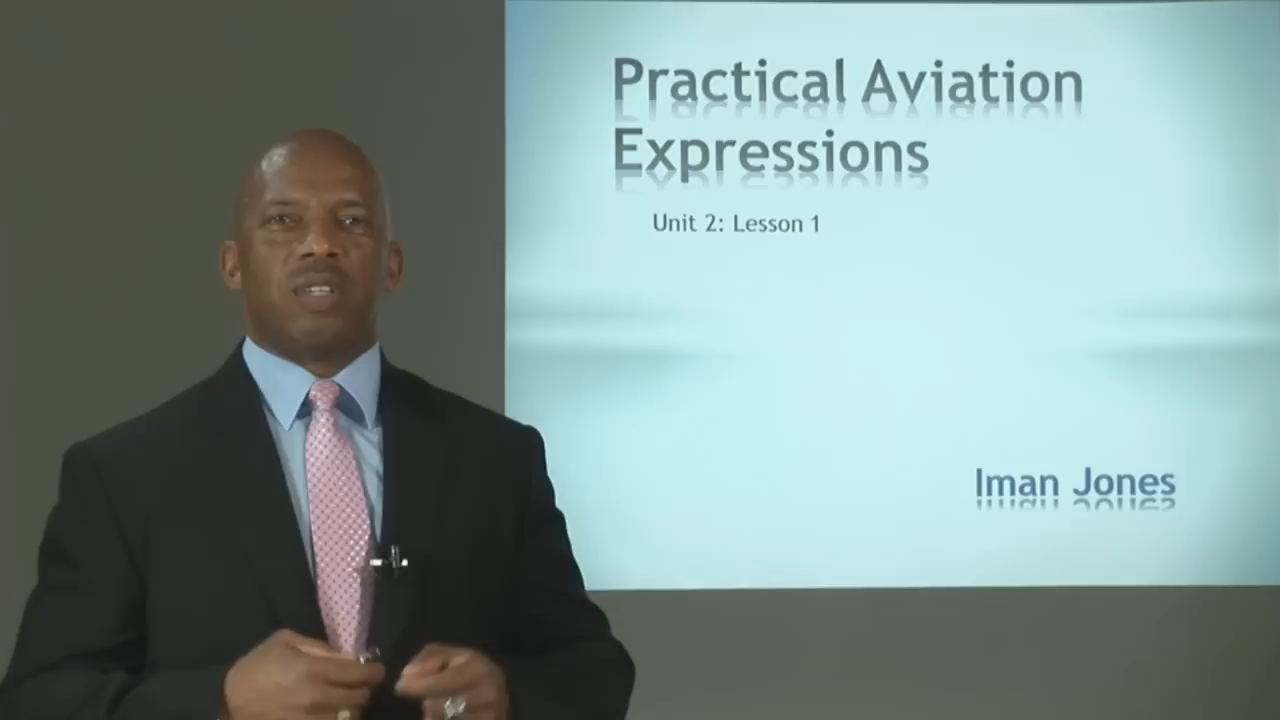 Practical Aviation
Expressions
Unit 2: Lesson 1
Iman Jones